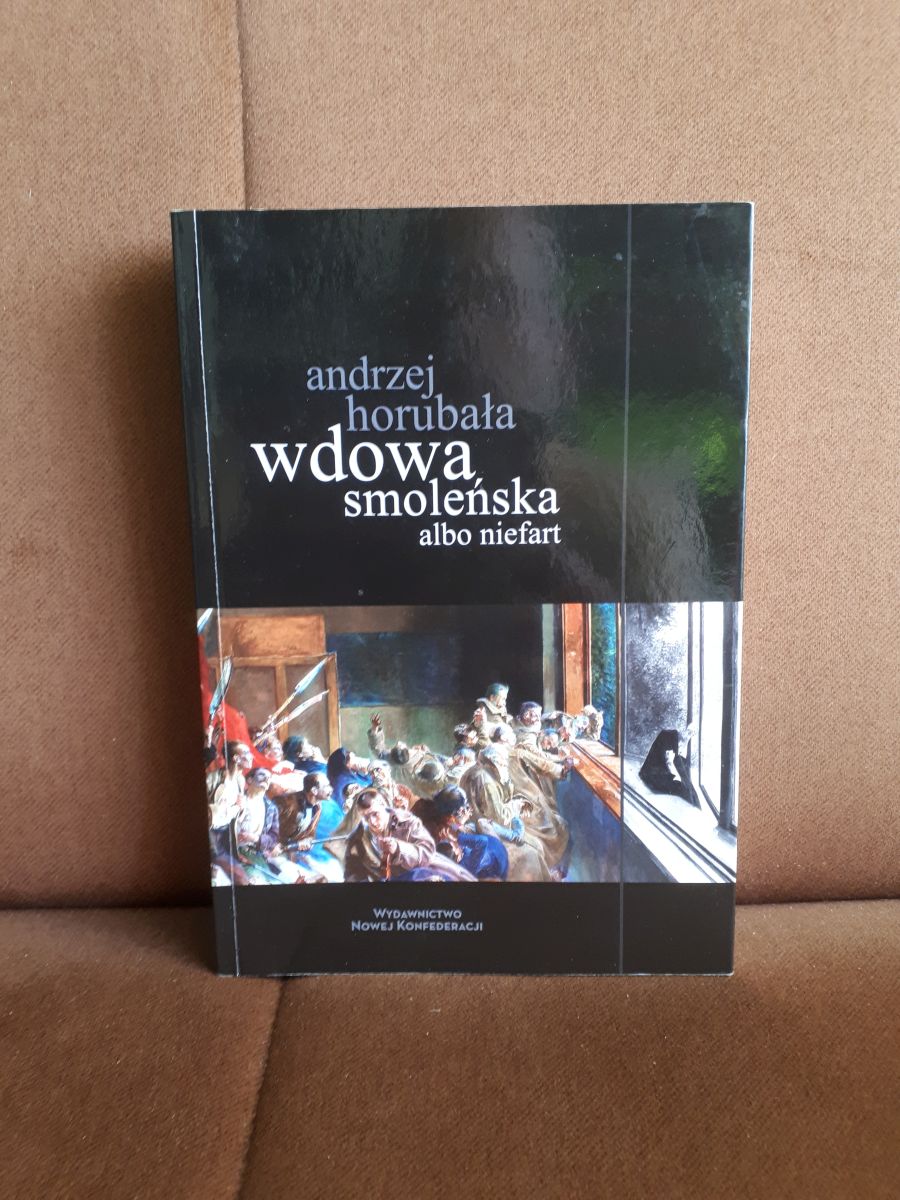 andrzej
horubała
wdowa
smoleńska
albo niefart
Wydawnictwo
Nowej Konfederacji